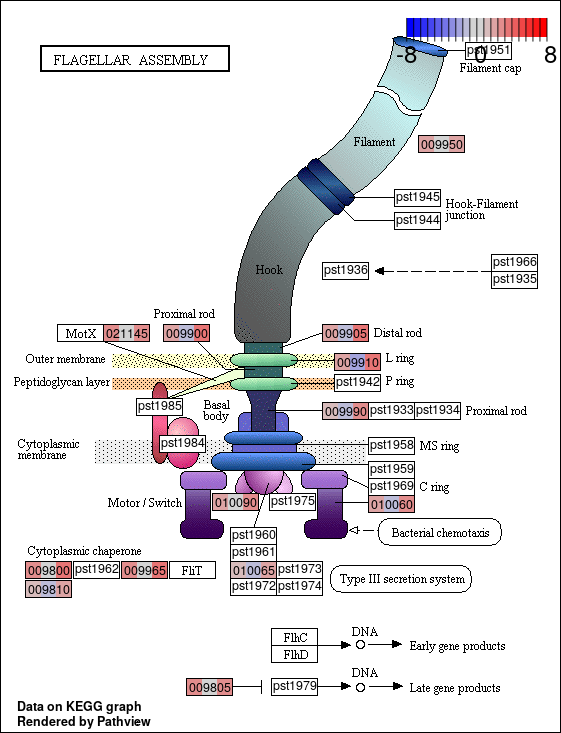 FLAGELLAR ASSEMBLY
-8 0 8
pst1951
Filament cap
Filament
009950
pst1945
Hook-Filament
junction
pst1944
Hook
pst1936
pst1966
pst1935
Proximal rod
MotX 021145 009900
009905 Distal rod
Outer membrane
009910 L ring
Peptidoglycan layer
pst1942 P ring
pst1985
Basal
body
009990 pst1933 pst1934 Proximal rod
pst1984
Cytoplasmic
membrane
pst1958 MS ring
pst1959
pst1969 C ring
010060
Motor / Switch 010090 pst1975
Bacterial chemotaxis
pst1960
pst1961
010065 pst1973
pst1972 pst1974
Type III secretion system
Cytoplasmic chaperone
009800 pst1962 009965 FliT
009810
FlhC
FlhD
DNA
Early gene products
009805 pst1979
DNA
Late gene products
Data on KEGG graph
Rendered by Pathview